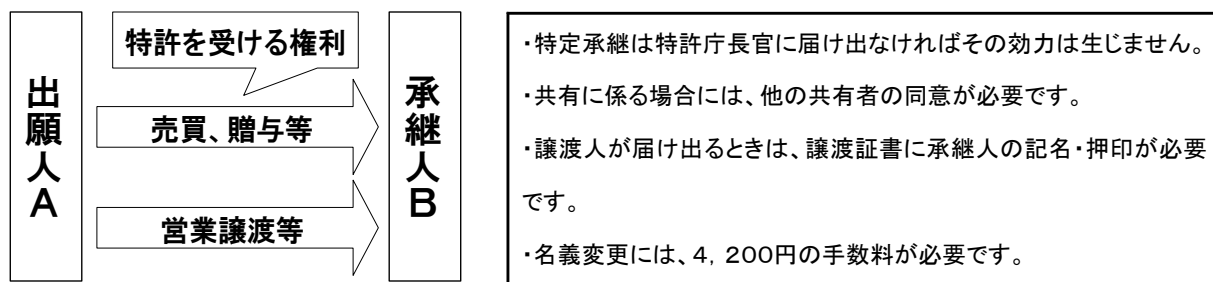 出願人A
特許を受ける権利
売買、贈与等
営業譲渡等
承継人B
・特定承継は特許庁長官に届け出なければその効力は生じません。
・共有に係る場合には、他の共有者の同意が必要です。
・譲渡人が届け出るときは、譲渡証書に承継人の記名・押印が必要
です。
・名義変更には、4，200円の手数料が必要です。